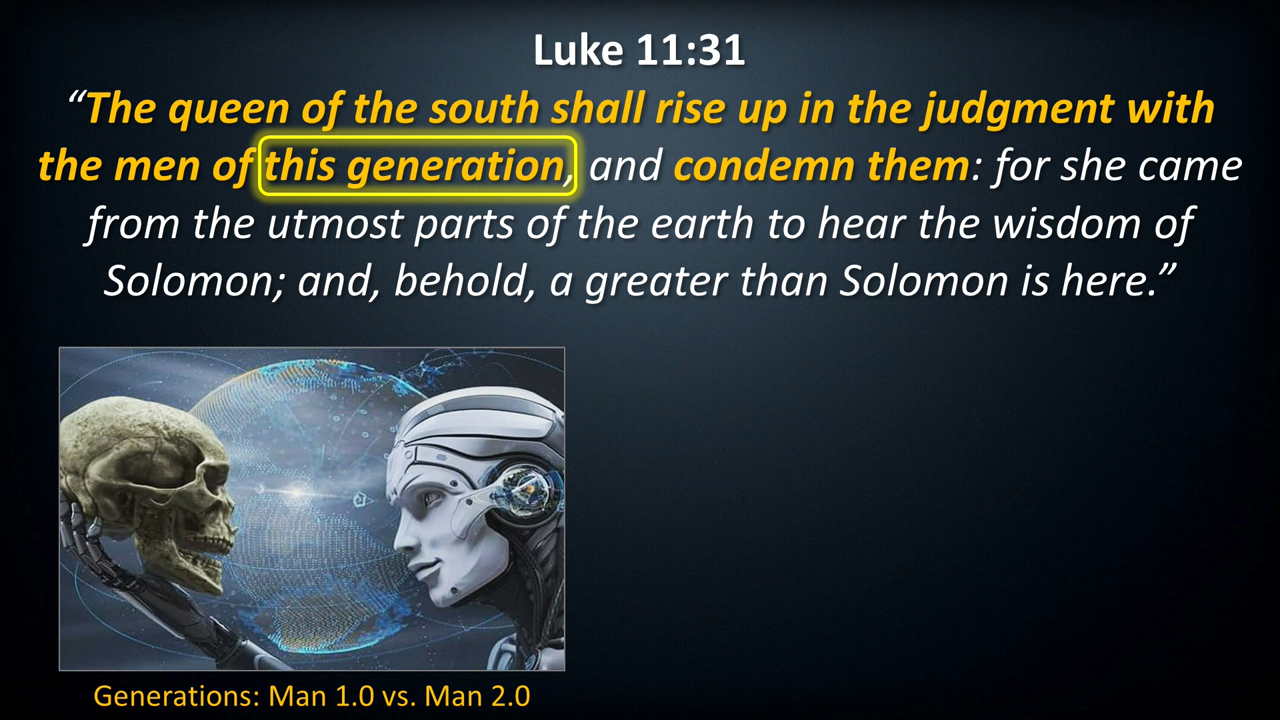 Luke 11:31
“The queen of the south shall rise up in the judgment with
the men of this generation, and condemn them: for she came
from the utmost parts of the earth to hear the wisdom of
Solomon; and, behold, a greater than Solomon is here.”
Generations: Man 1.0 vs. Man 2.0